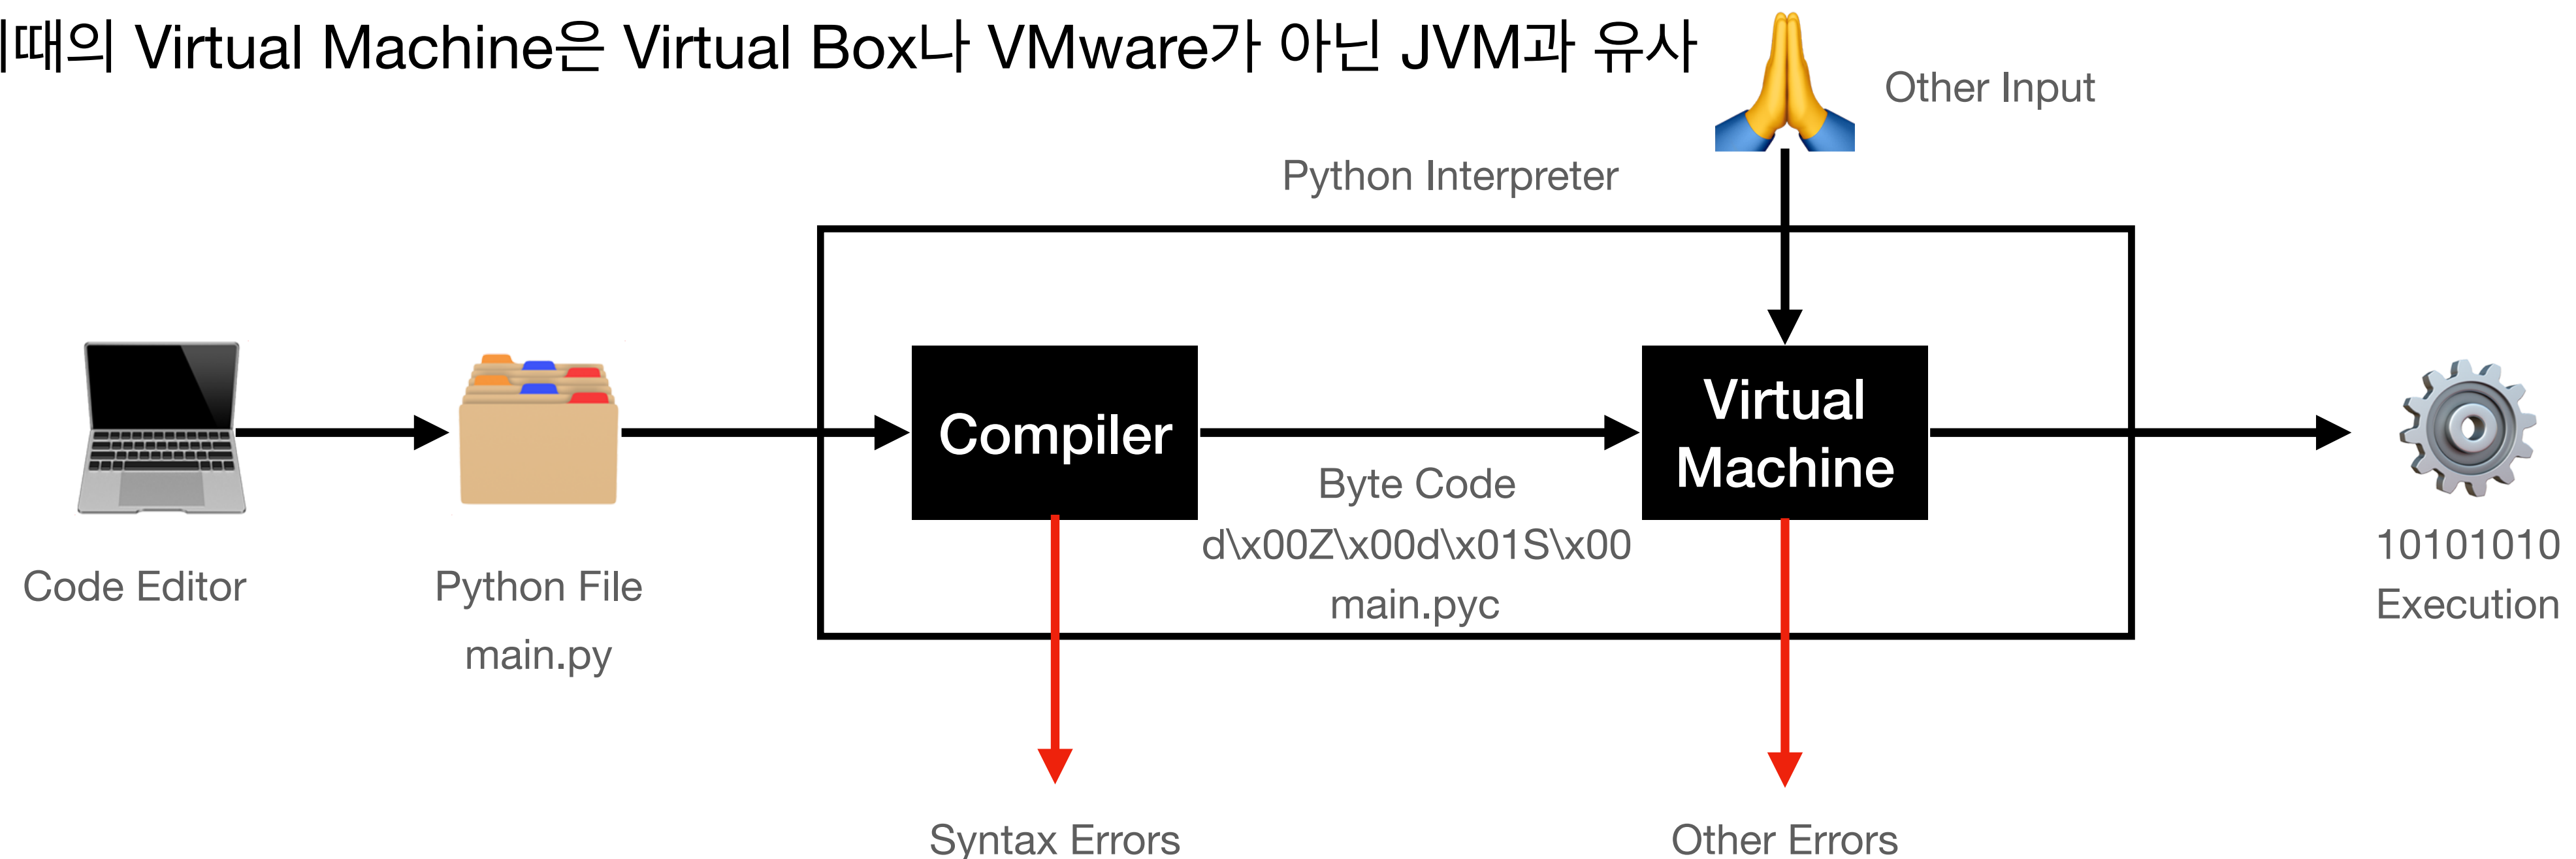 때의 Virtual Machine은 Virtual Box나 VMware가 아닌 JVM과 유사
Other Input
Python Interpreter
Compiler
Virtual
Machine
Byte Code
d\x00Z\x00d\x01S\x00
main.pyc
Code Editor
Python File
main.py
10101010
Execution
Syntax Errors
Other Errors